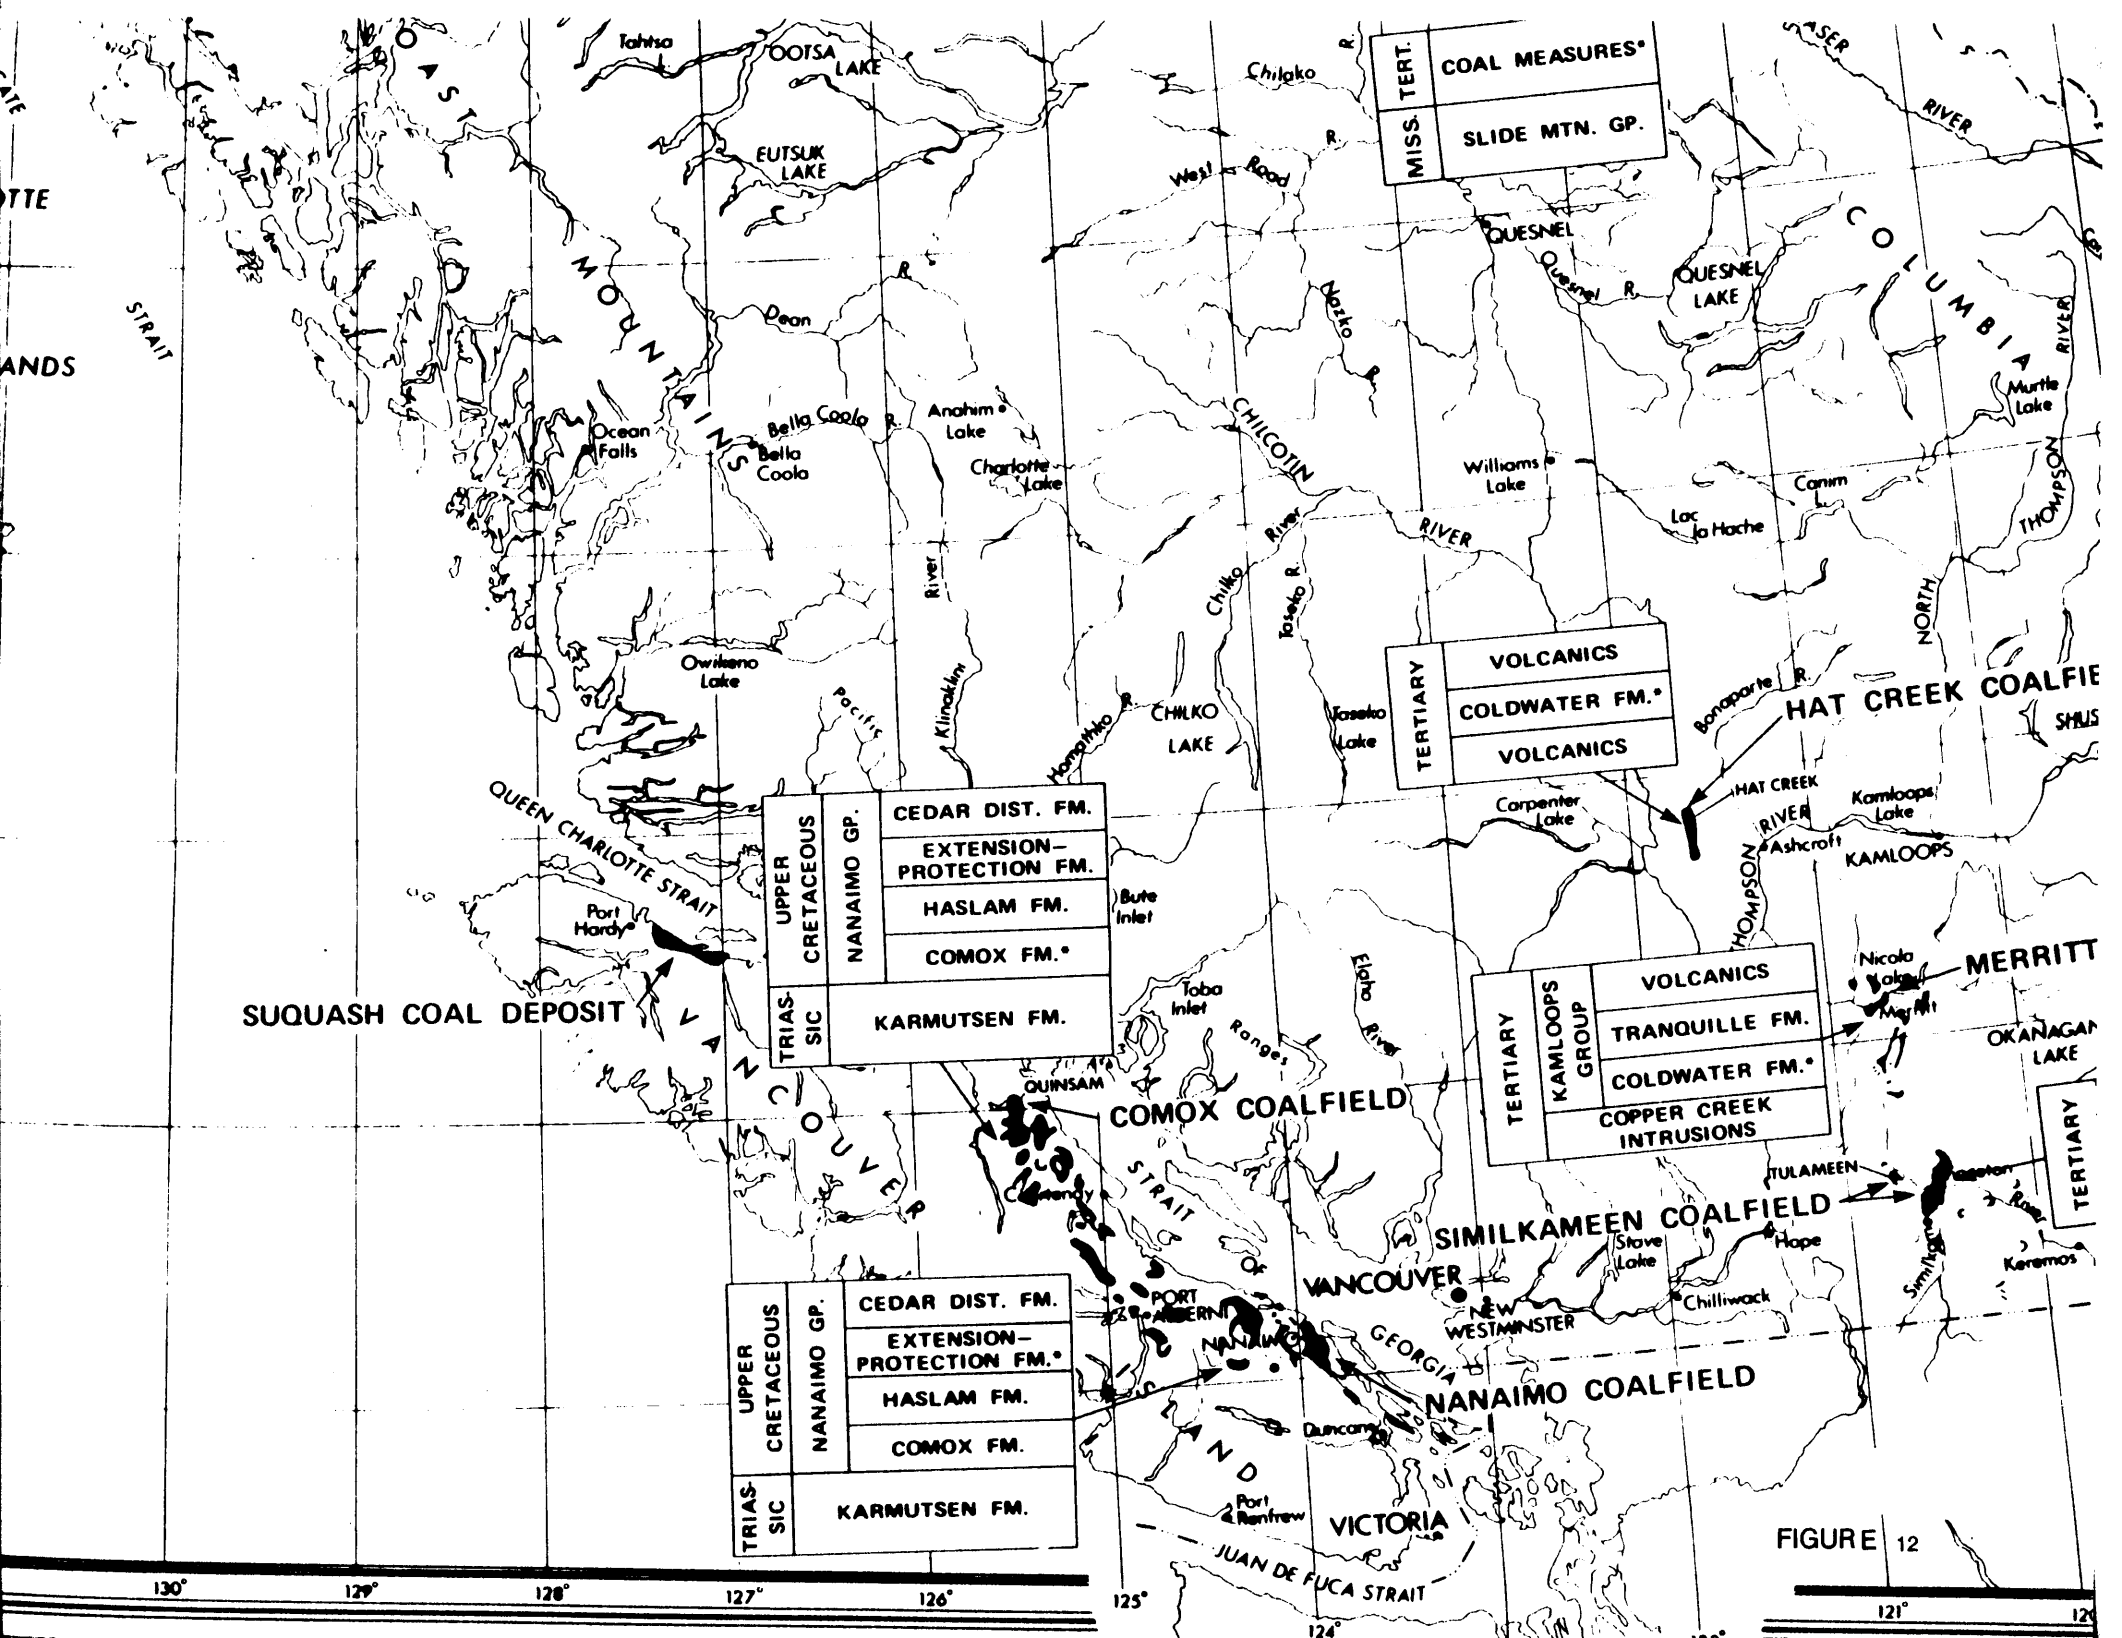 COAST MOUNTAINS
Tahtsa
OOTSA
LAKE
EUTSUK
LAKE
Chilako
R.
TERT.
COAL MEASURES*
MISS.
SLIDE MTN. GP.
RIVER
West Road
R.
QUESNEL
Quesnel R.
QUESNEL
LAKE
COLUMBIA
STRAIT
ANDS
Dean
R.
Nazko
R.
RIVER
Murtle
Lake
Ocean
Falls
Bella Coola R.
Bella
Coola
Anahim
Lake
Charlotte
Lake
CHILCOTIN
RIVER
Williams
Lake
Canim
L.
Lac
la Hache
THOMPSON
NORTH
River
Chilko
River
Taseko R.
Owikeno
Lake
Pacific
Klinaklini
Homathko R.
CHILKO
LAKE
Taseko
Lake
TERTIARY
VOLCANICS
COLDWATER FM.*
VOLCANICS
Bonaparte R.
HAT CREEK COALFIE
SHUS
HAT CREEK
Carpenter
Lake
RIVER
Kamloops
Lake
Ashcroft
KAMLOOPS
THOMPSON
QUEEN CHARLOTTE STRAIT
Port
Hardy
SUQUASH COAL DEPOSIT
UPPER
CRETACEOUS
NANAIMO GP.
CEDAR DIST. FM.
EXTENSION–
PROTECTION FM.
HASLAM FM.
COMOX FM.*
TRIAS-
SIC
KARMUTSEN FM.
Bute
Inlet
Toba
Inlet
Ranges
Elaho
River
TERTIARY
KAMLOOPS
GROUP
VOLCANICS
TRANQUILLE FM.
COLDWATER FM.*
COPPER CREEK
INTRUSIONS
Nicola
Lake
MERRITT
Merritt
OKANAGAN
LAKE
TERTIARY
VANCOUVER
QUINSAM
COMOX COALFIELD
Courtenay
STRAIT
OF
GEORGIA
TULAMEEN
SIMILKAMEEN COALFIELD
River
Keremos
Stave
Lake
Hope
Chilliwack
VANCOUVER
NEW
WESTMINSTER
PORT
ALBERNI
NANAIMO
NANAIMO COALFIELD
UPPER
CRETACEOUS
NANAIMO GP.
CEDAR DIST. FM.
EXTENSION–
PROTECTION FM.*
HASLAM FM.
COMOX FM.
TRIAS-
SIC
KARMUTSEN FM.
ISLAND
Duncan
Port
Renfrew
VICTORIA
JUAN DE FUCA STRAIT
FIGURE 12
130°
129°
128°
127°
126°
125°
124°
121°